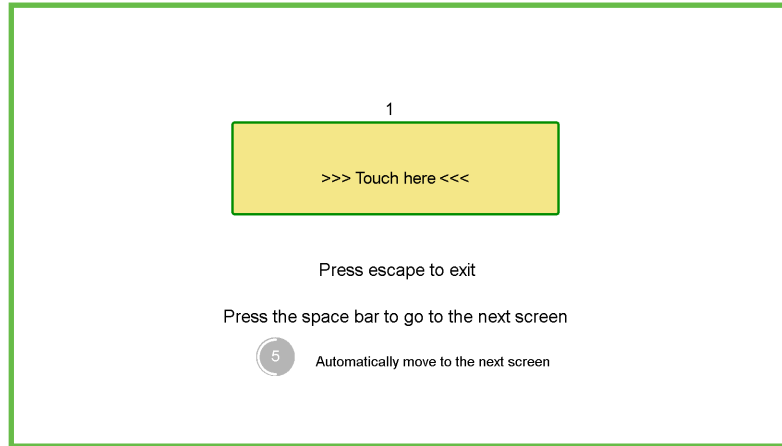 1
>>> Touch here <<<
Press escape to exit
Press the space bar to go to the next screen
5
Automatically move to the next screen